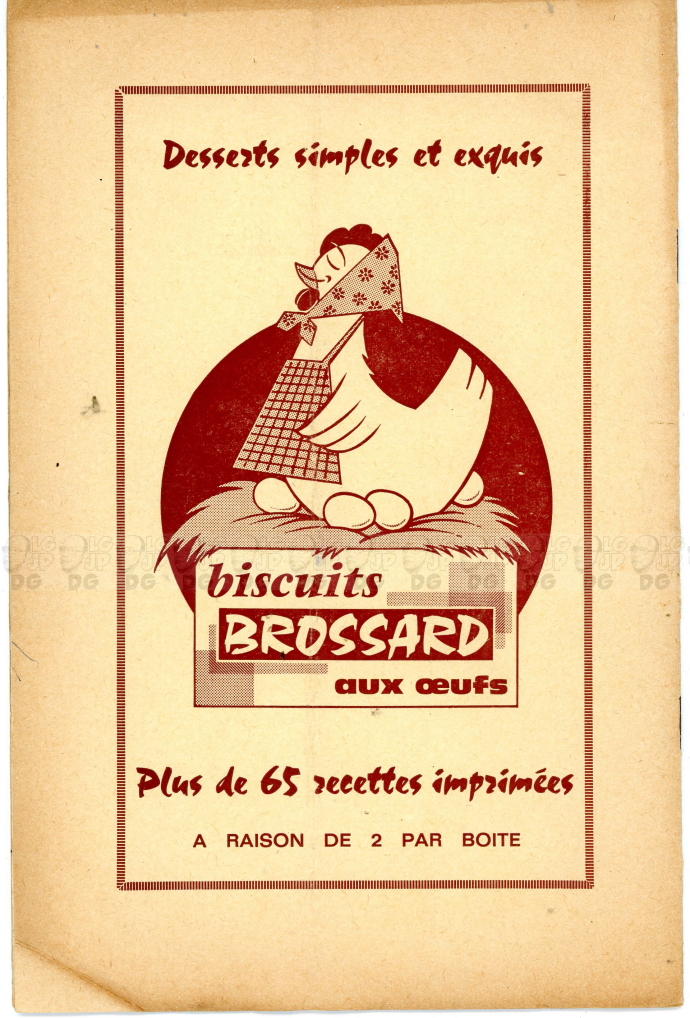 Desserts simples et exquis
biscuits
BROSSARD
aux œufs
Plus de 65 recettes imprimées
A RAISON DE 2 PAR BOITE